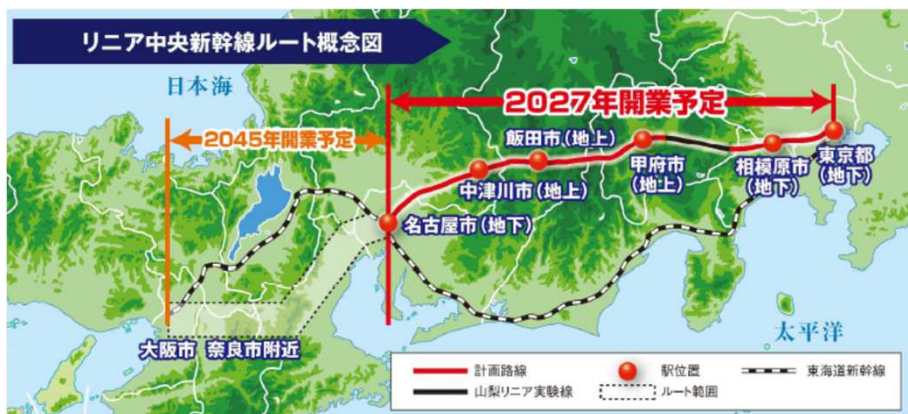 リニア中央新幹線ルート概念図
日本海
2027年開業予定
2045年開業予定
飯田市(地上)
中津川市(地上)
甲府市
(地上)
相模原市
(地下)
東京都
(地下)
名古屋市(地下)
大阪市
奈良市附近
太平洋
計画路線
駅位置
東海道新幹線
山梨リニア実験線
ルート範囲